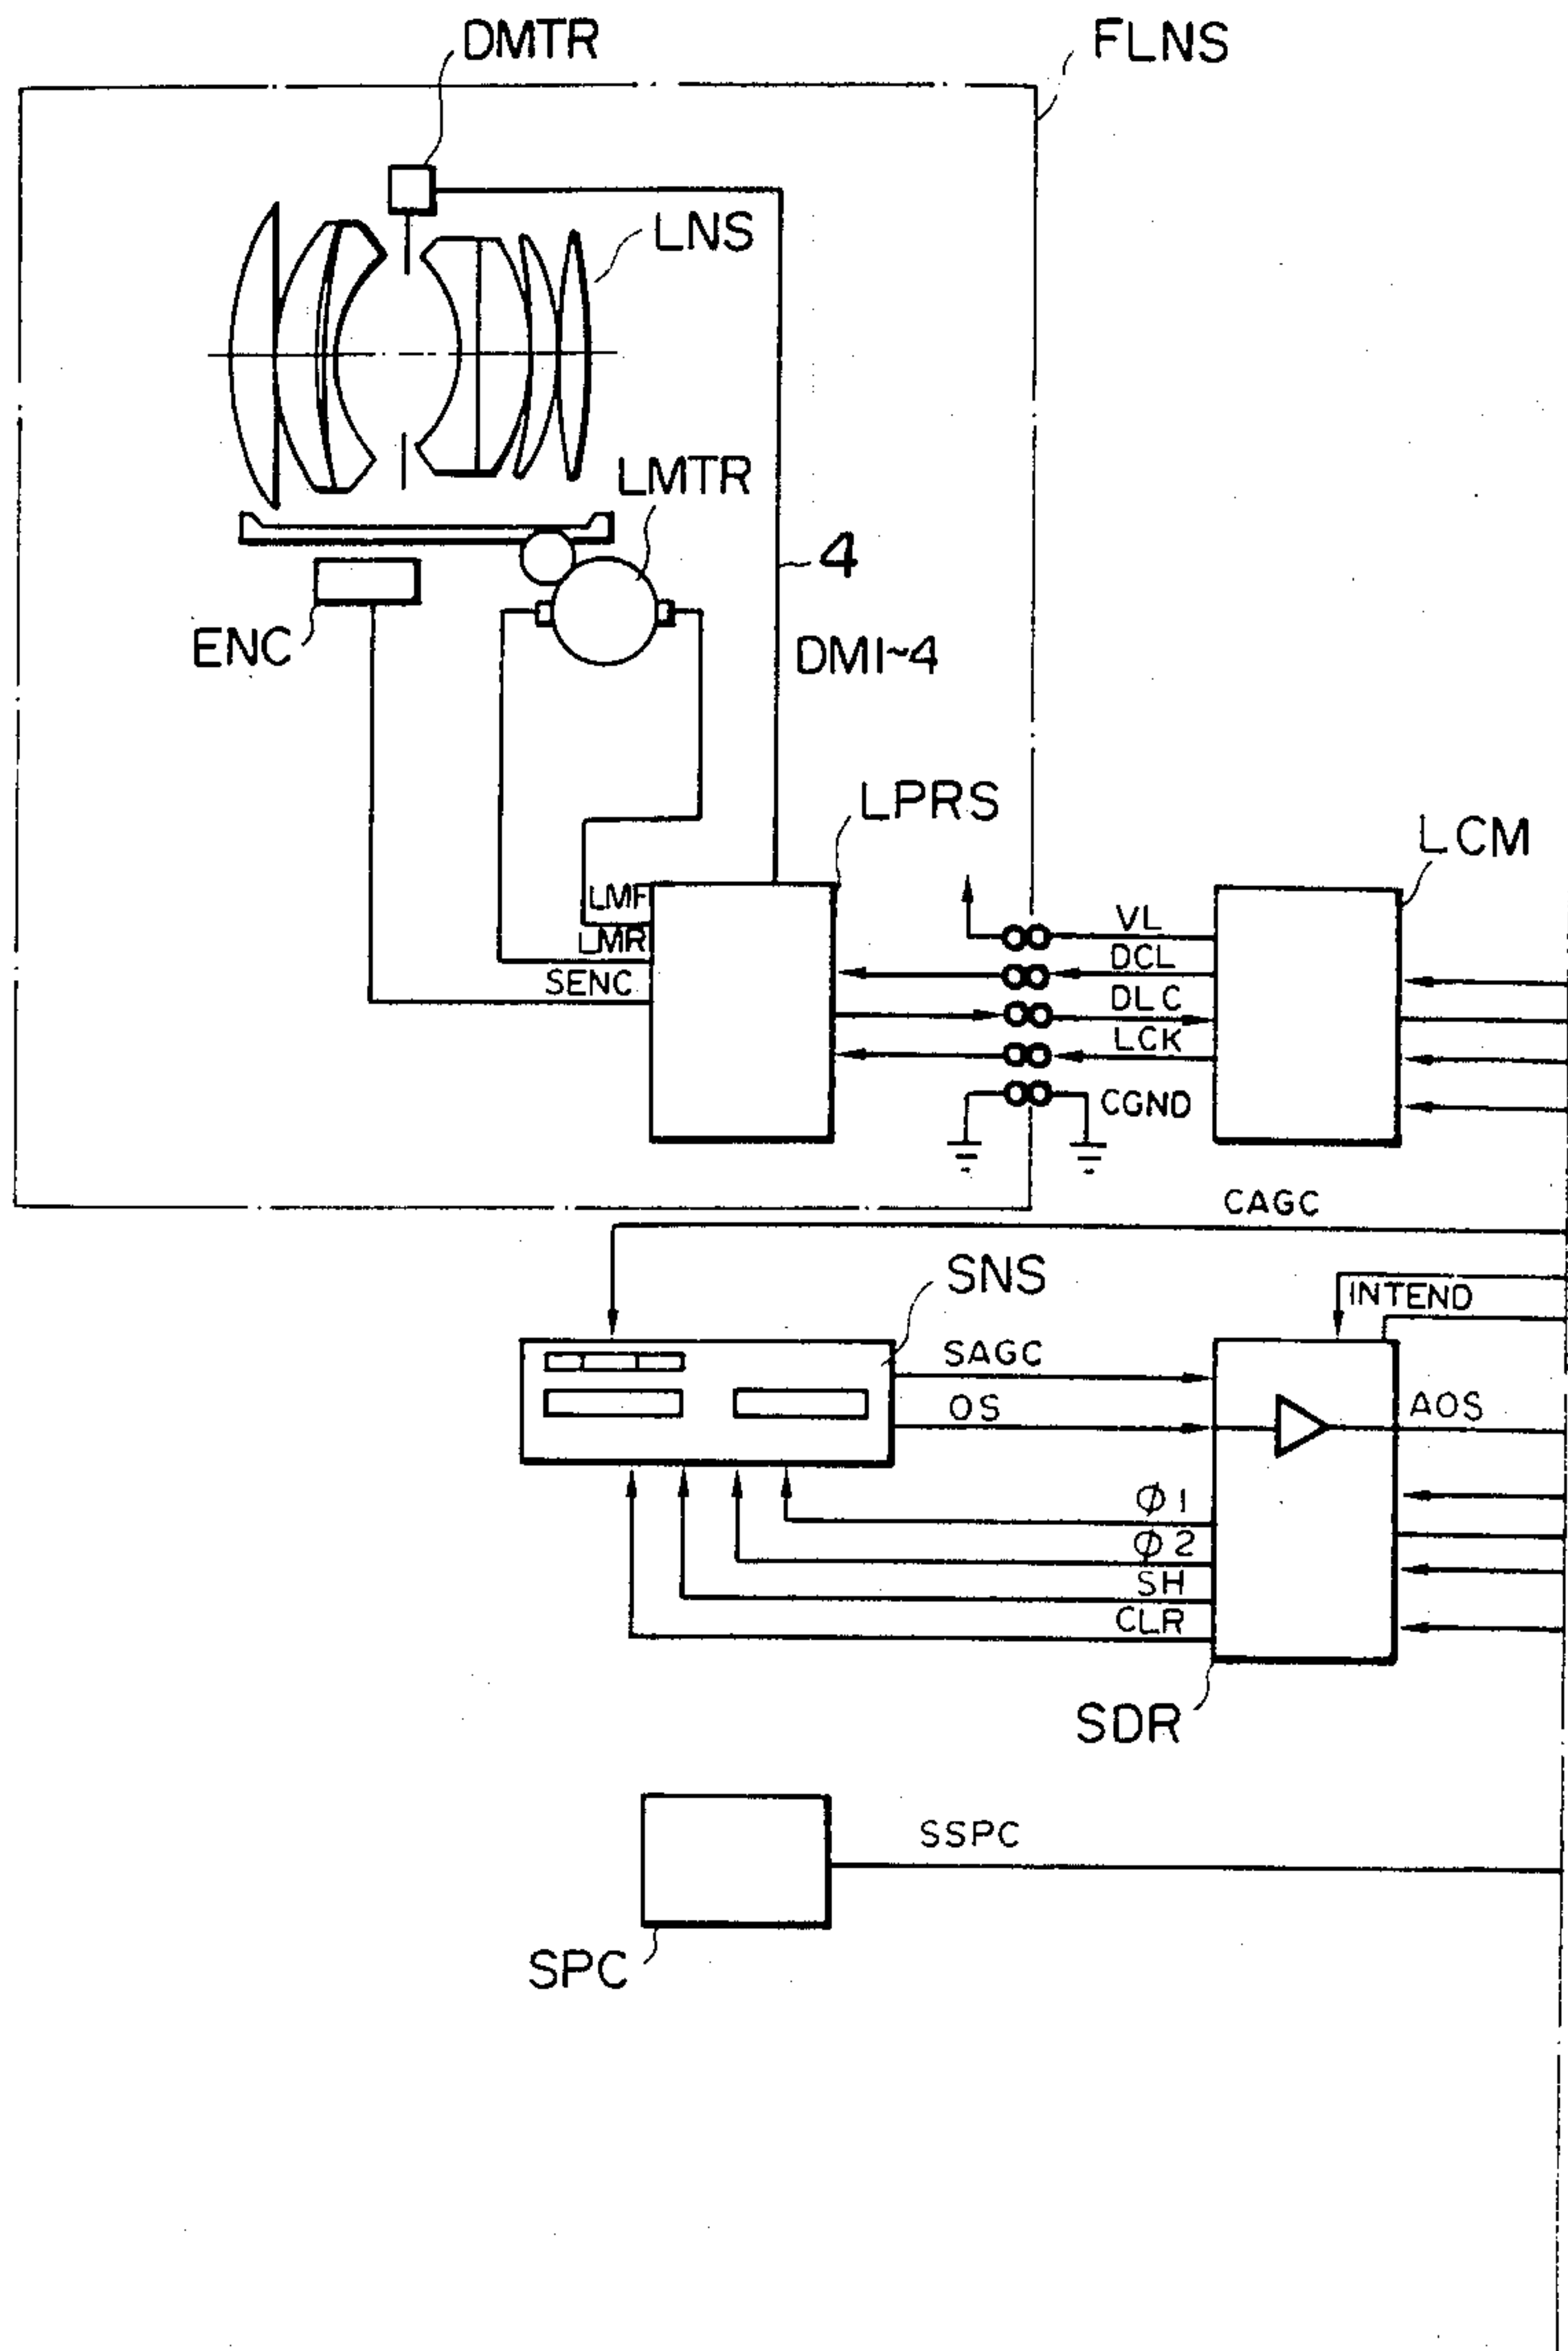 DMTR
FLNS
LNS
LMTR
4
ENC
DM1~4
LPRS
LCM
LMF
LMR
SENC
VL
DCL
DLC
LCK
CGND
CAGC
SNS
INTEND
SAGC
OS
AOS
φ1
φ2
SH
CLR
SDR
SSPC
SPC